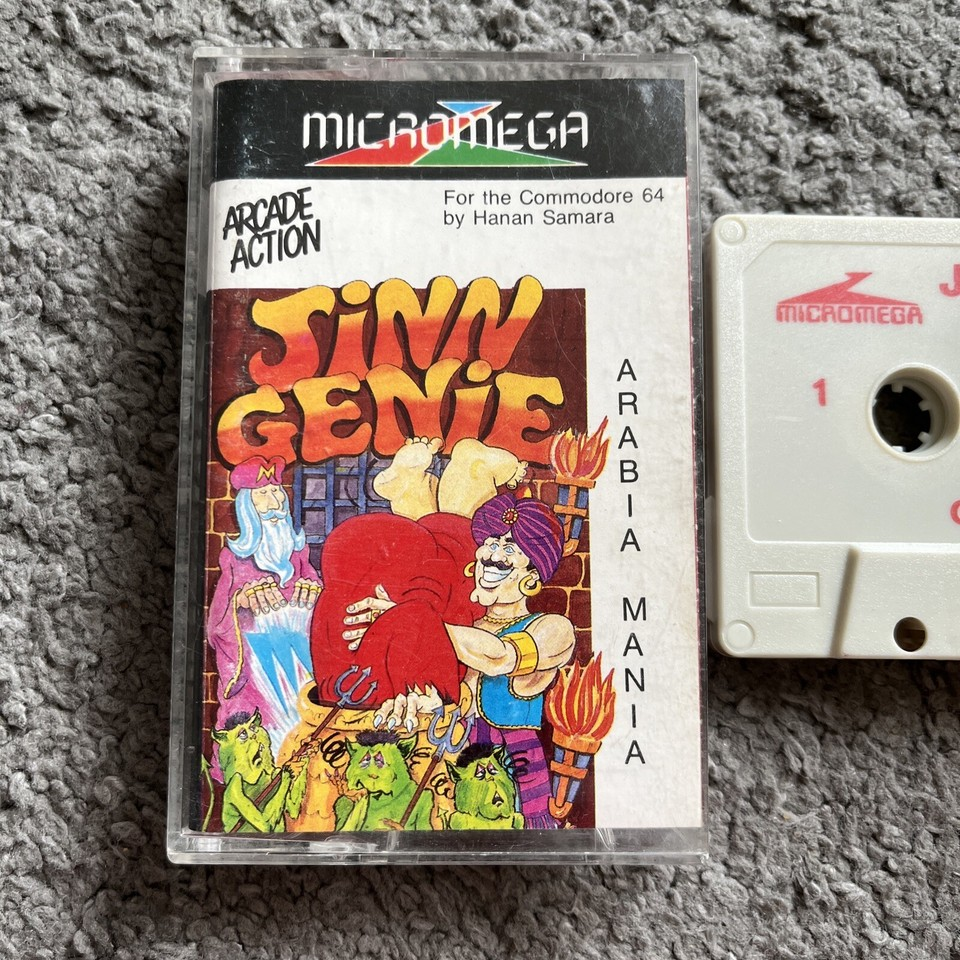 MICROMEGA
ARCADE
ACTION
For the Commodore 64
by Hanan Samara
JiNN
GENiE
ARABIA MANIA
M
MICROMEGA
J
1